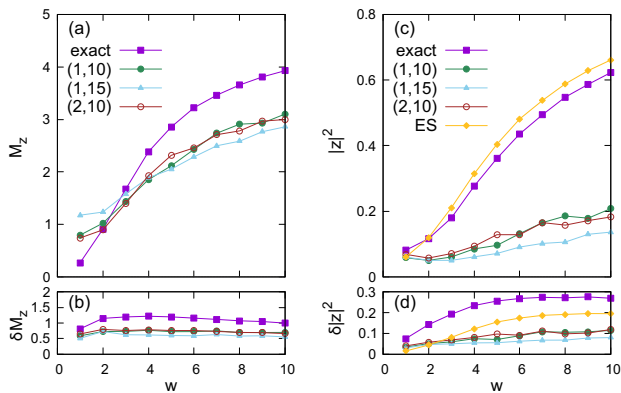 (a)
exact
(1,10)
(1,15)
(2,10)
M_z
5
4
3
2
1
0
(b)
δM_z
2
1.5
1.0
0.5
0
0 2 4 6 8 10
w
(c)
exact
(1,10)
(1,15)
(2,10)
ES
|z|²
0.8
0.6
0.4
0.2
0
(d)
δ|z|²
0.3
0.2
0.1
0
0 2 4 6 8 10
w